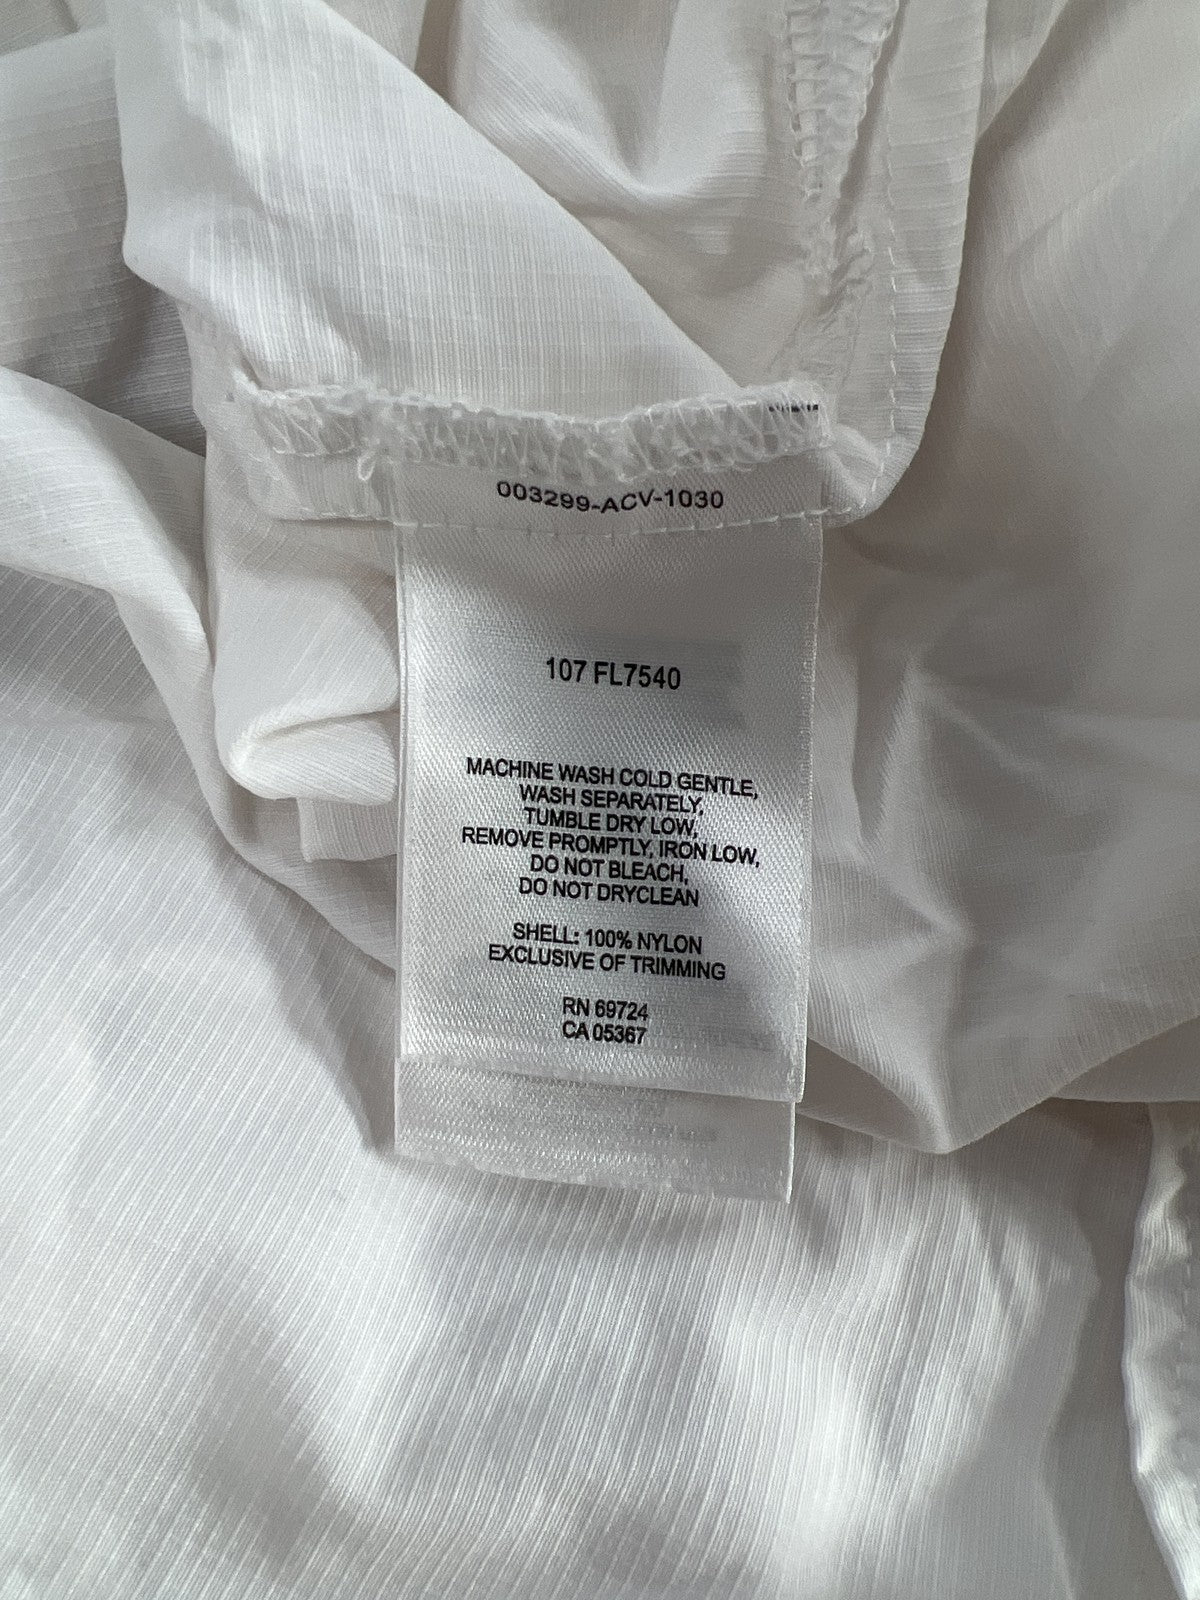 003299-ACV-1030
107 FL7540
MACHINE WASH COLD GENTLE,
WASH SEPARATELY,
TUMBLE DRY LOW,
REMOVE PROMPTLY, IRON LOW,
DO NOT BLEACH,
DO NOT DRYCLEAN
SHELL: 100% NYLON
EXCLUSIVE OF TRIMMING
RN 69724
CA 05367